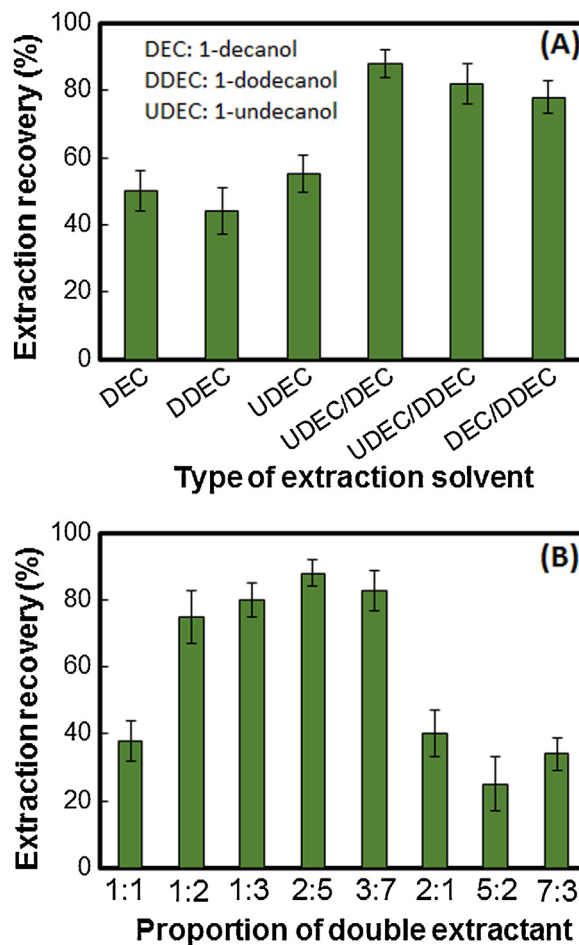 (A)
DEC: 1-decanol
DDEC: 1-dodecanol
UDEC: 1-undecanol
Extraction recovery (%)
100
80
60
40
20
0
DEC
DDEC
UDEC
UDEC/DEC
UDEC/DDEC
DEC/DDEC
Type of extraction solvent
(B)
Extraction recovery (%)
100
80
60
40
20
0
1:1 1:2 1:3 2:5 3:7 2:1 5:2 7:3
Proportion of double extractant